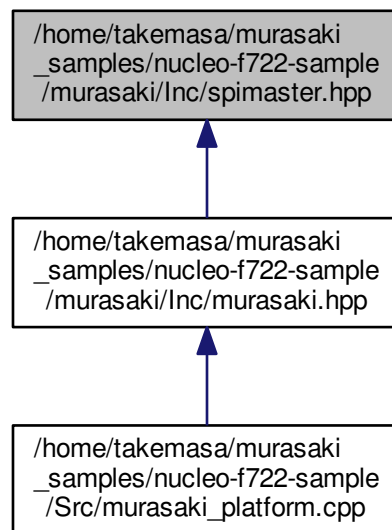 /home/takemasa/murasaki
_samples/nucleo-f722-sample
/murasaki/Inc/spimaster.hpp
/home/takemasa/murasaki
_samples/nucleo-f722-sample
/murasaki/Inc/murasaki.hpp
/home/takemasa/murasaki
_samples/nucleo-f722-sample
/Src/murasaki_platform.cpp